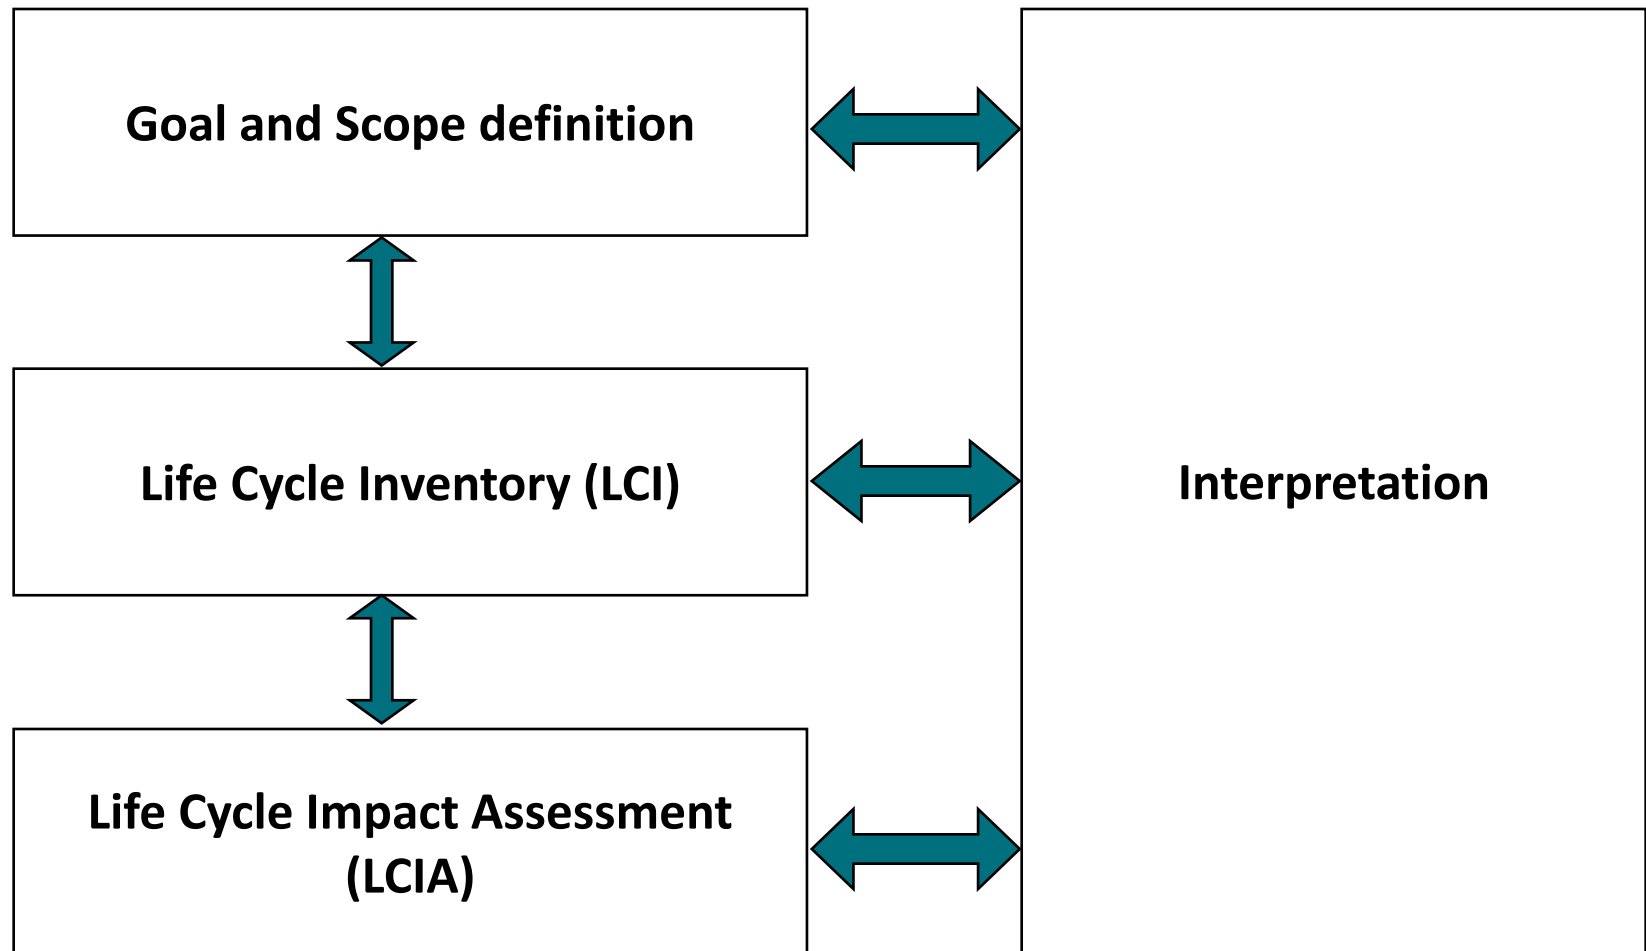 Goal and Scope definition
Life Cycle Inventory (LCI)
Interpretation
Life Cycle Impact Assessment
(LCIA)